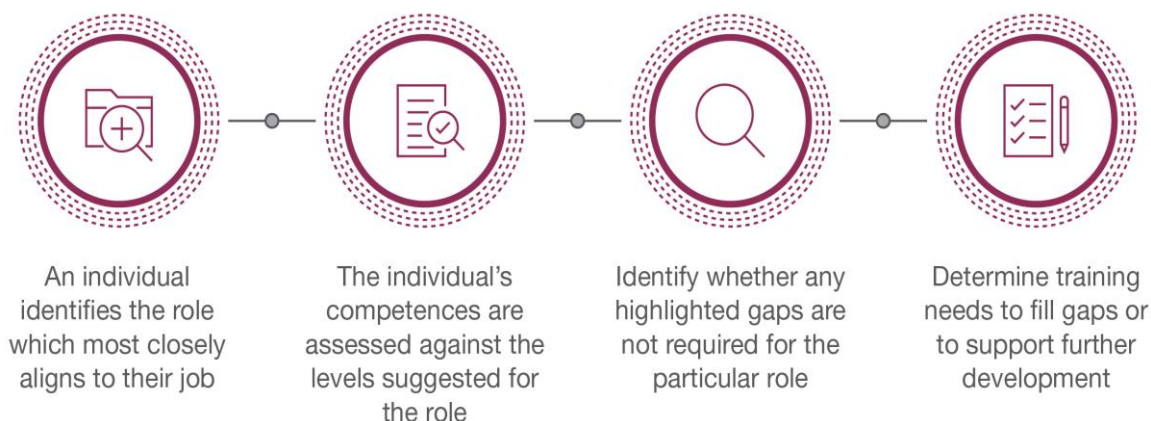 An individual
identifies the role
which most closely
aligns to their job
The individual’s
competences are
assessed against the
levels suggested for
the role
Identify whether any
highlighted gaps are
not required for the
particular role
Determine training
needs to fill gaps or
to support further
development